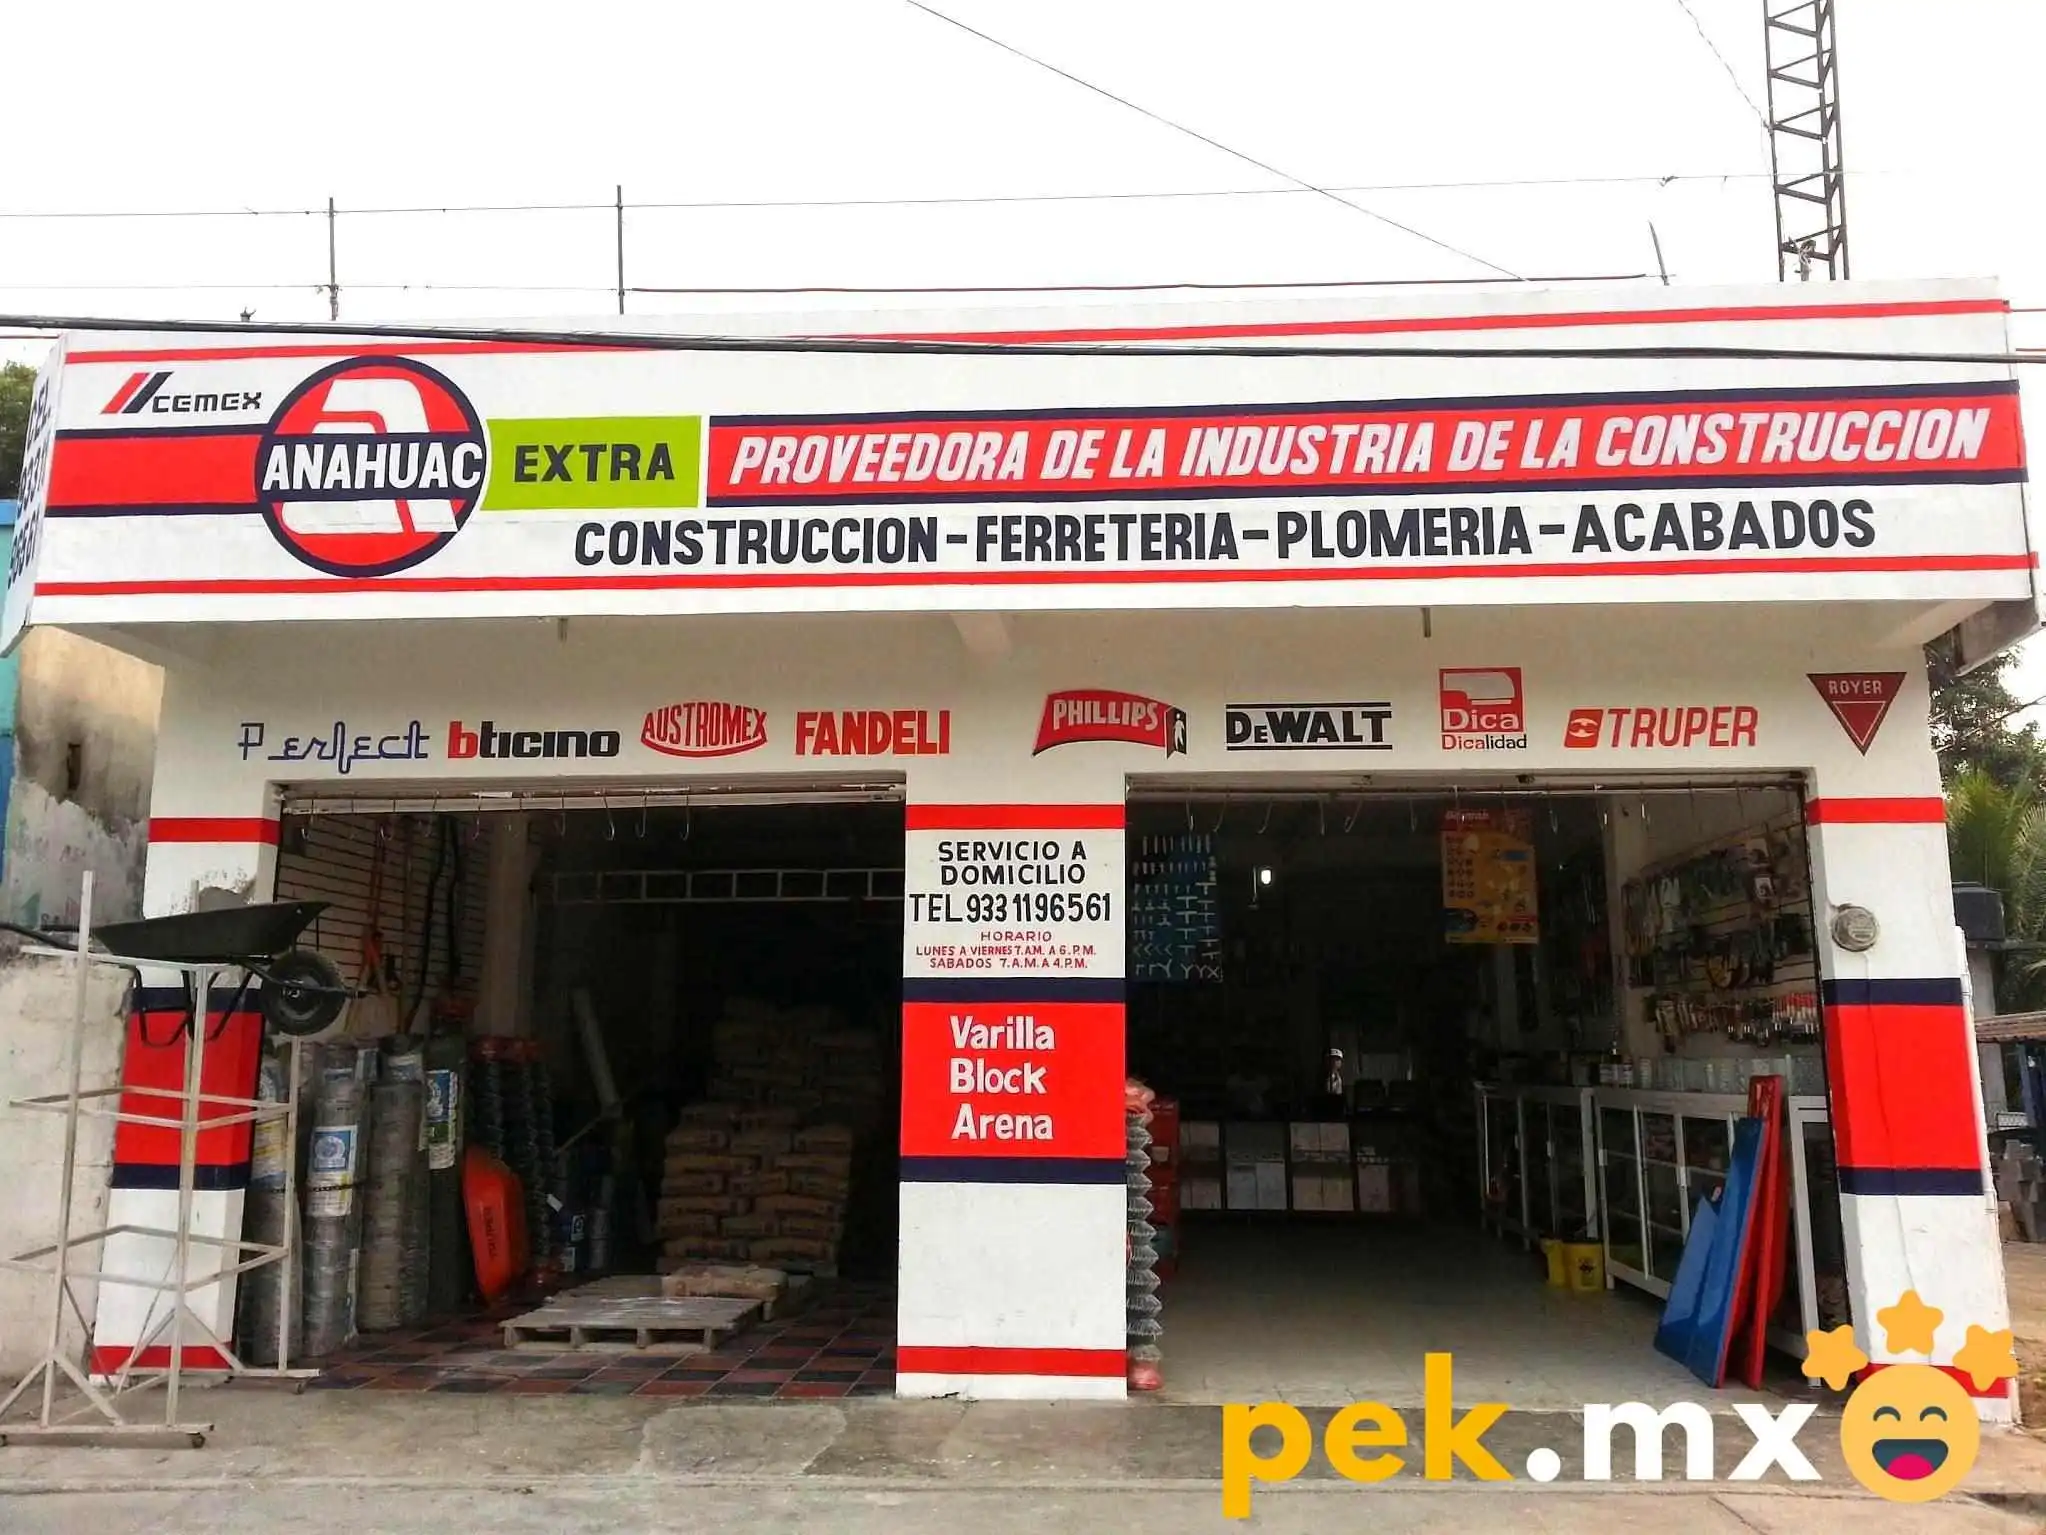 CEMEX
ANAHUAC
EXTRA
PROVEEDORA DE LA INDUSTRIA DE LA CONSTRUCCION
CONSTRUCCION-FERRETERIA-PLOMERIA-ACABADOS
Perfect
bticino
AUSTROMEX
FANDELI
PHILLIPS
DEWALT
Dica
Dicalidad
TRUPER
ROYER
SERVICIO A
DOMICILIO
TEL.933 1196561
HORARIO
LUNES A VIERNES 7.AM. A 6.P.M.
SABADOS 7.A.M.A 4.P.M.
Varilla
Block
Arena
pek.mx